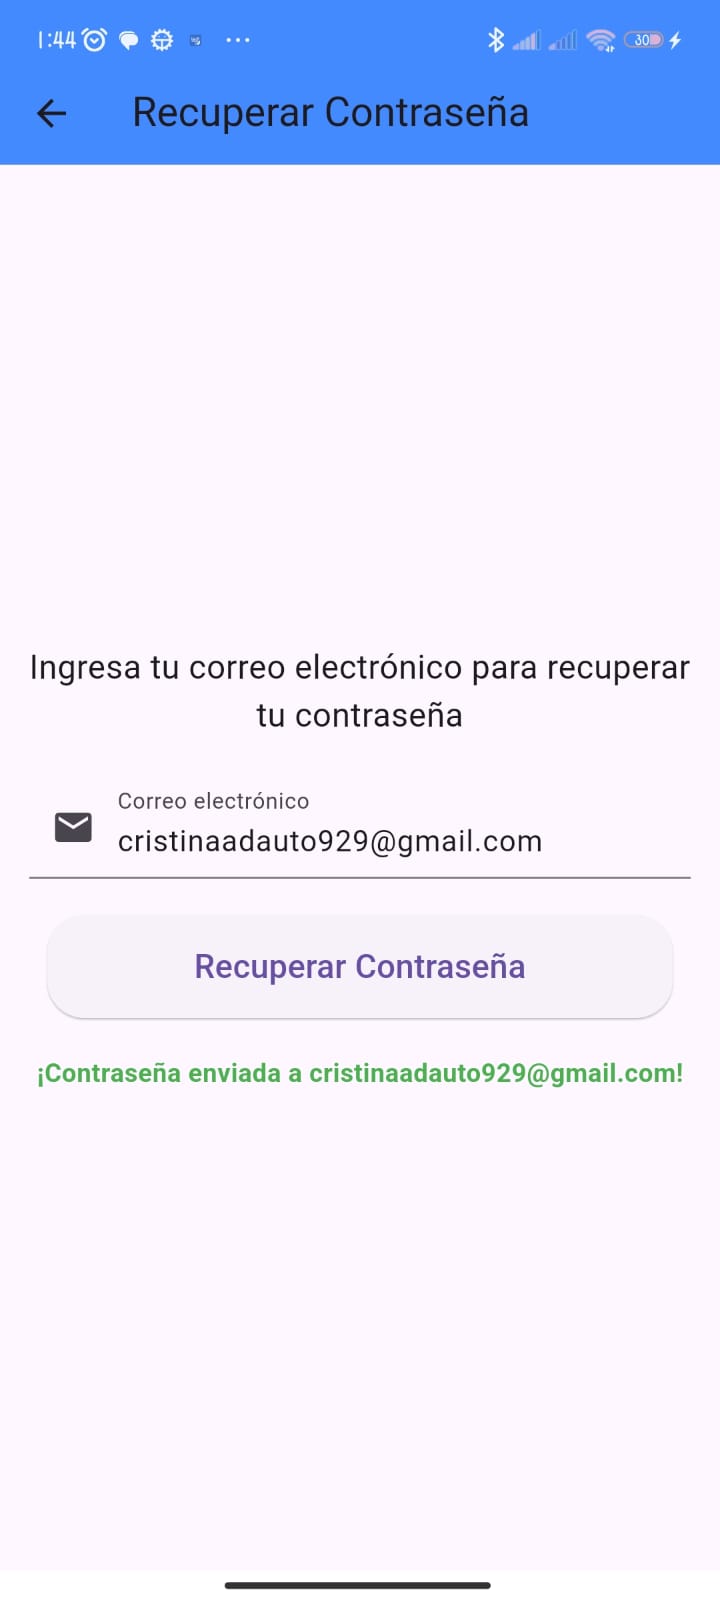 1:44
30
Recuperar Contraseña
Ingresa tu correo electrónico para recuperar
tu contraseña
Correo electrónico
cristinaadauto929@gmail.com
Recuperar Contraseña
¡Contraseña enviada a cristinaadauto929@gmail.com!